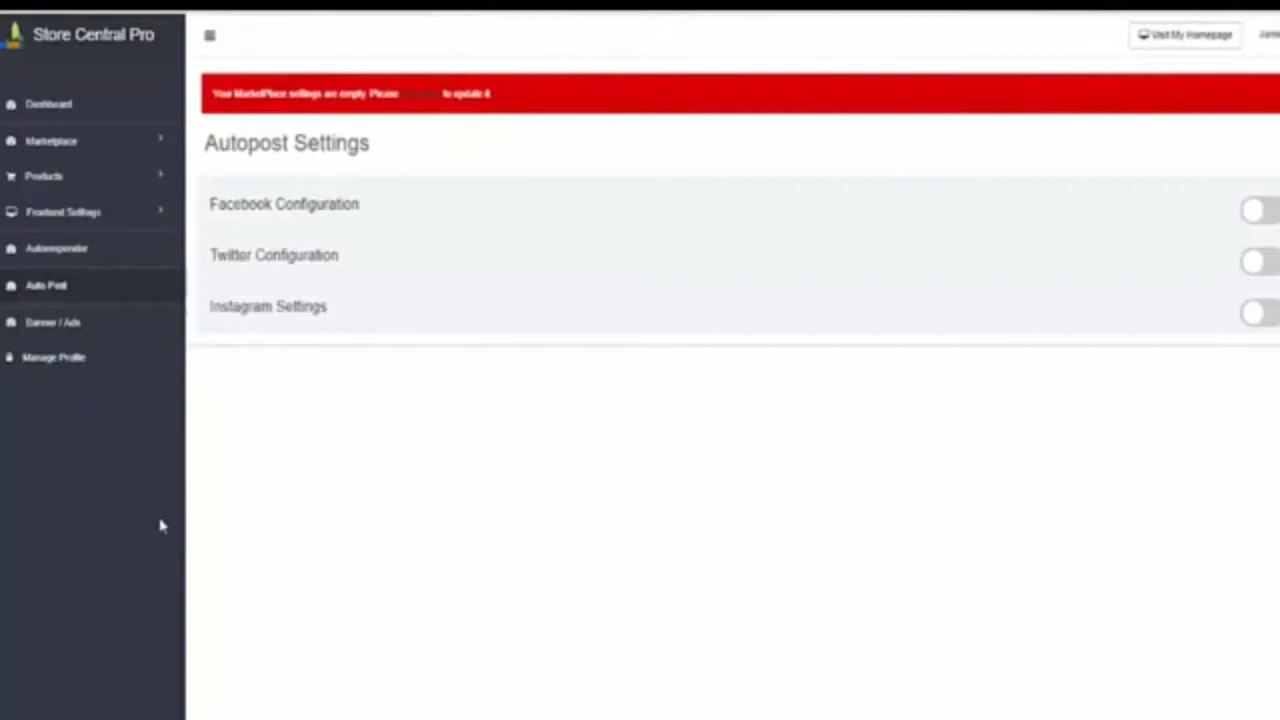 Store Central Pro
Visit My Homepage
Your MarketPlace settings are empty. Please
to update it.
Dashboard
Autopost Settings
Marketplace
Products
Facebook Configuration
Frontend Settings
Autoresponder
Twitter Configuration
Auto Post
Instagram Settings
Banner / Ads
Manage Profile